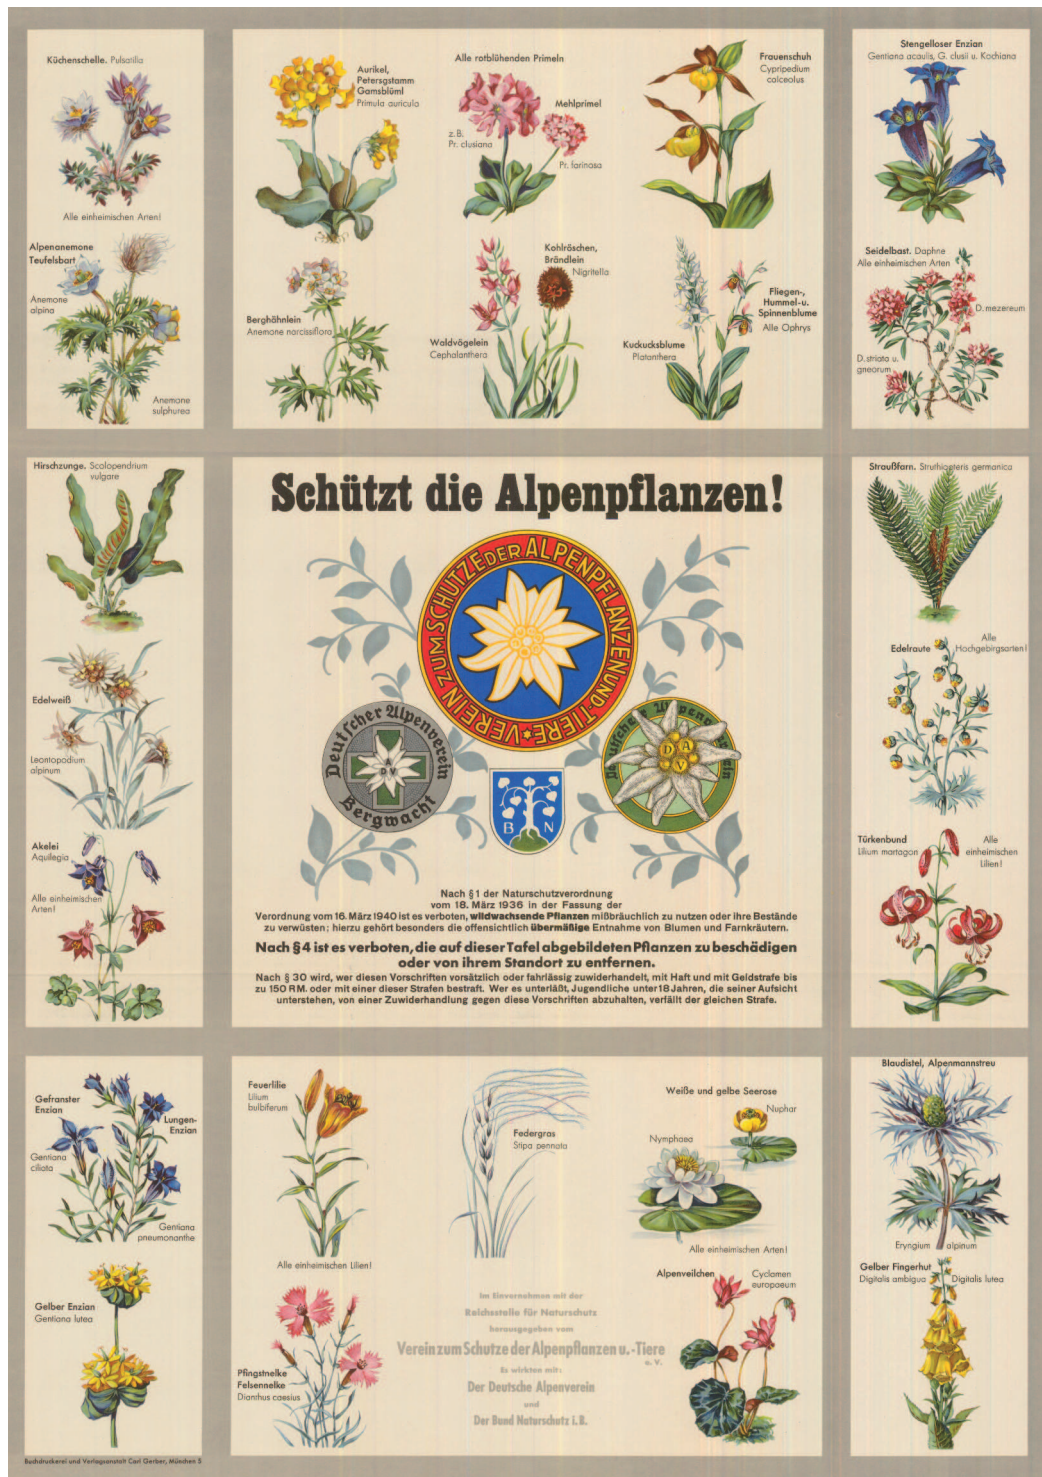 Küchenschelle. Pulsatilla
Alle einheimischen Arten!
Alpenanemone
Teufelsbart
Anemone
alpina
Anemone
sulphurea
Aurikel,
Petersgstamm
Gamsblüml
Primula auricula
Alle rotblühenden Primeln
z. B.
Pr. clusiana
Mehlprimel
Pr. farinosa
Frauenschuh
Cypripedium
calceolus
Berghähnlein
Anemone narcissiflora
Waldvögelein
Cephalanthera
Kohlröschen,
Brändlein
Nigritella
Kuckucksblume
Platanthera
Fliegen-,
Hummel-u.
Spinnenblume
Alle Ophrys
Stengelloser Enzian
Gentiana acaulis, G. clusii u. Kochiana
Seidelbast. Daphne
Alle einheimischen Arten
D. mezereum
D. striata u.
gneorum
Hirschzunge. Scolopendrium
vulgare
Edelweiß
Leontopodium
alpinum
Akelei
Aquilegia
Alle einheimischen
Arten!
Schützt die Alpenpflanzen!
VEREIN ZUM SCHUTZE DER ALPENPFLANZEN UND -TIERE
Deutscher Alpenverein
ADV
Bergwacht
B N
Deutscher Alpenverein
DAV
Nach § 1 der Naturschutzverordnung
vom 18. März 1936 in der Fassung der
Verordnung vom 16. März 1940 ist es verboten, wildwachsende Pflanzen mißbräuchlich zu nutzen oder ihre Bestände
zu verwüsten; hierzu gehört besonders die offensichtlich übermäßige Entnahme von Blumen und Farnkräutern.
Nach § 4 ist es verboten, die auf dieser Tafel abgebildeten Pflanzen zu beschädigen
oder von ihrem Standort zu entfernen.
Nach § 30 wird, wer diesen Vorschriften vorsätzlich oder fahrlässig zuwiderhandelt, mit Haft und mit Geldstrafe bis
zu 150 RM. oder mit einer dieser Strafen bestraft. Wer es unterläßt, Jugendliche unter 18 Jahren, die seiner Aufsicht
unterstehen, von einer Zuwiderhandlung gegen diese Vorschriften abzuhalten, verfällt der gleichen Strafe.
Straußfarn. Struthiopteris germanica
Edelraute
Alle
Hochgebirgsarten!
Türkenbund
Lilium martagon
Alle
einheimischen
Lilien!
Gefranster
Enzian
Lungen-
Enzian
Gentiana
ciliata
Gentiana
pneumonanthe
Gelber Enzian
Gentiana lutea
Feuerlilie
Lilium
bulbiferum
Alle einheimischen Lilien!
Federgras
Stipa pennata
Weiße und gelbe Seerose
Nuphar
Nymphaea
Alle einheimischen Arten!
Pfingstnelke
Felsennelke
Dianthus caesius
Im Einvernehmen mit der
Reichsstelle für Naturschutz
herausgegeben vom
Verein zum Schutze der Alpenpflanzen u. -Tiere
e. V.
Es wirkten mit:
Der Deutsche Alpenverein
und
Der Bund Naturschutz i. B.
Alpenveilchen
Cyclamen
europaeum
Blaudistel, Alpenmannstreu
Eryngium alpinum
Gelber Fingerhut
Digitalis ambigua
Digitalis lutea
Buchdruckerei und Verlagsanstalt Carl Gerber, München 5